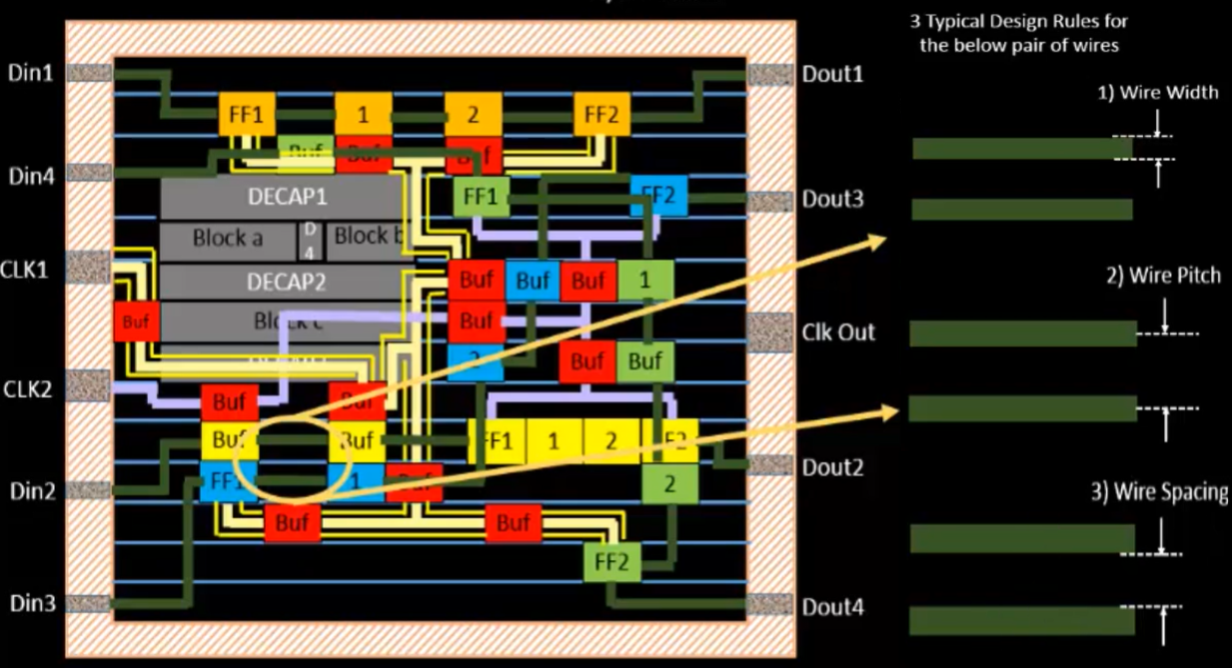 3 Typical Design Rules for
the below pair of wires
1) Wire Width
2) Wire Pitch
3) Wire Spacing
Din1
Din4
CLK1
CLK2
Din2
Din3
Dout1
Dout3
Clk Out
Dout2
Dout4
FF1 1 2 FF2
Buf Buf Buf
DECAP1 FF1 FF2
Block a D4 Block b
DECAP2 Buf Buf Buf 1
Buf Block c Buf
2 Buf Buf
Buf Buf
Buf Buf FF1 1 2 FF2
FF1 1 Buf 2
Buf Buf
FF2